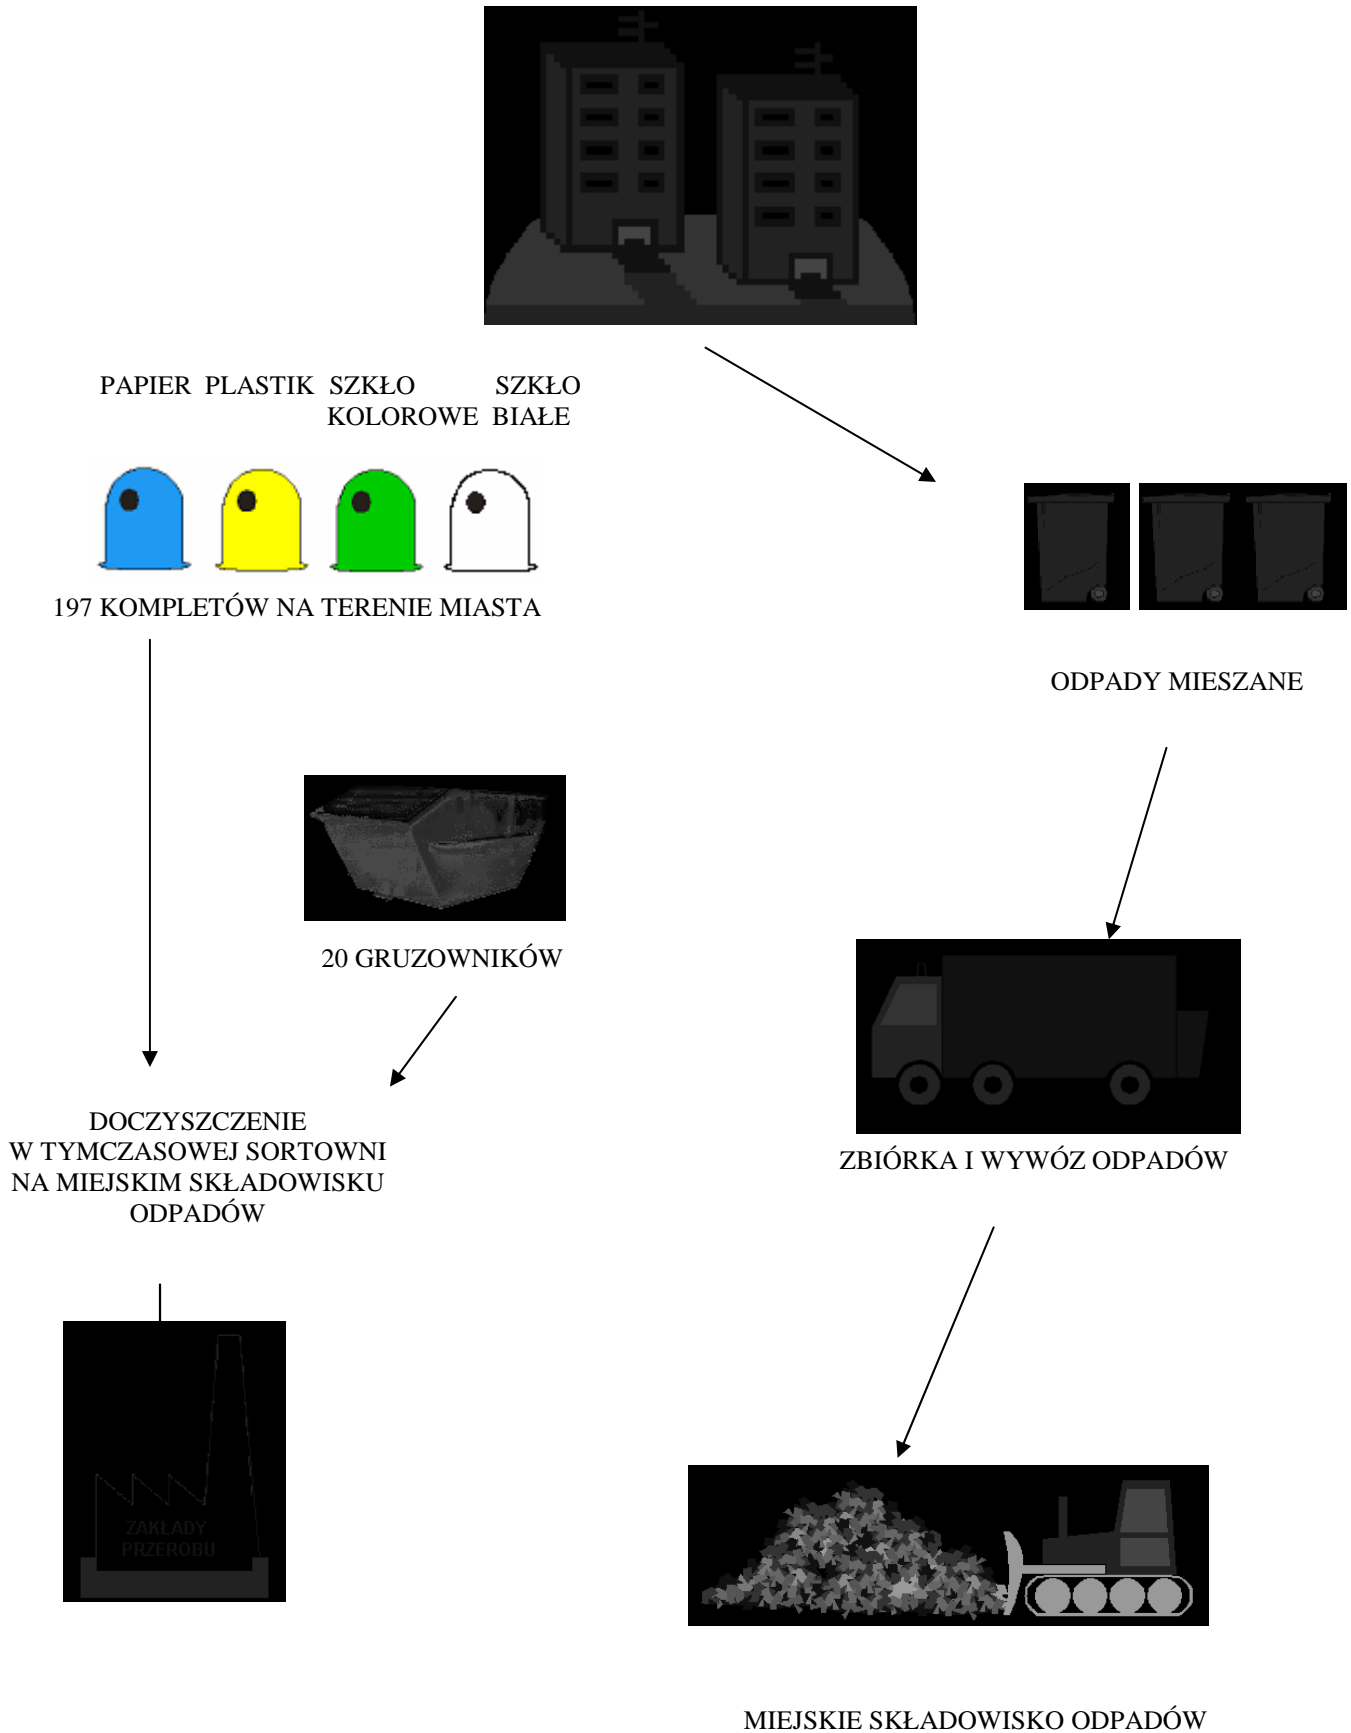 PAPIER PLASTIK SZKŁO SZKŁO
KOLOROWE BIAŁE
197 KOMPLETÓW NA TERENIE MIASTA
ODPADY MIESZANE
20 GRUZOWNIKÓW
DOCZYSZCZENIE
W TYMCZASOWEJ SORTOWNI
NA MIEJSKIM SKŁADOWISKU
ODPADÓW
ZBIÓRKA I WYWÓZ ODPADÓW
ZAKŁADY
PRZEROBU
MIEJSKIE SKŁADOWISKO ODPADÓW